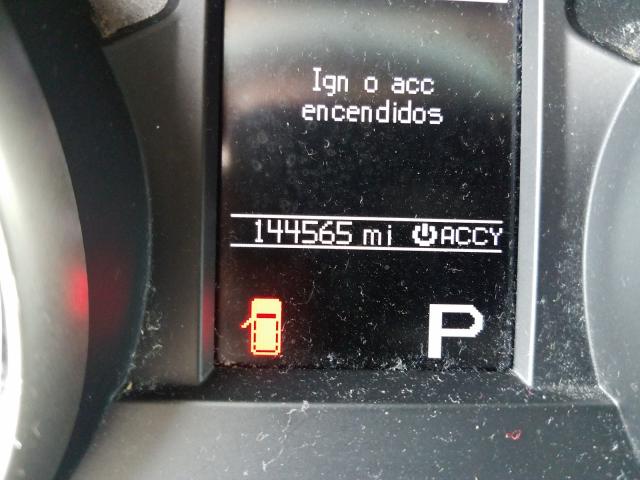 Ign o acc
encendidos
144565 mi ACCY
P